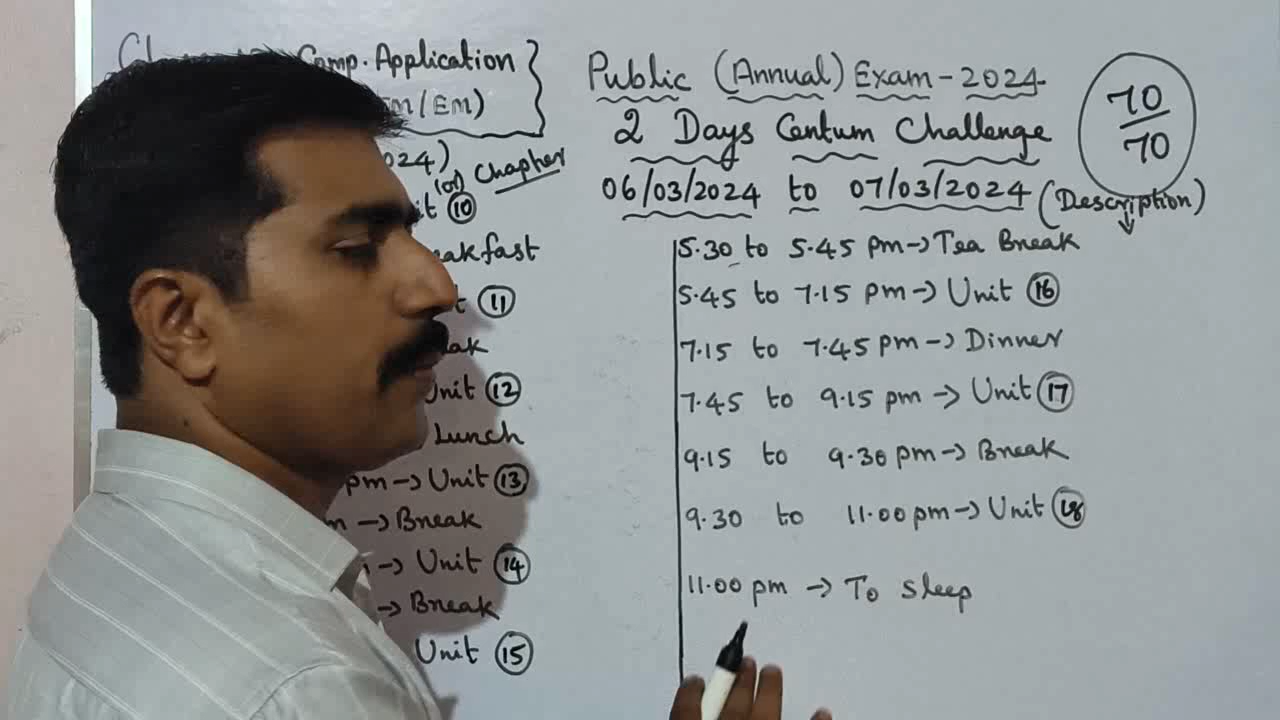 Comp. Application
EM)
024)
(or) Chapter
10
fast
11
Unit 12
Lunch
pm → Unit 13
→ Break
→ Unit 14
→ Break
Unit 15
Public (Annual) Exam - 2024
2 Days Centum Challenge
06/03/2024 to 07/03/2024
70
70
(Description)
5.30 to 5.45 pm → Tea Break
5.45 to 7.15 pm → Unit 16
7.15 to 7.45 pm → Dinner
7.45 to 9.15 pm → Unit 17
9.15 to 9.30 pm → Break
9.30 to 11.00 pm → Unit 18
11.00 pm → To sleep